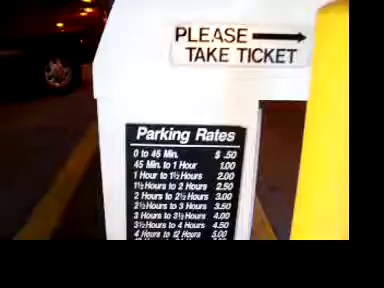 PLEASE
TAKE TICKET
Parking Rates
0 to 45 Min. $ .50
45 Min. to 1 Hour 1.00
1 Hour to 1½ Hours 2.00
1½ Hours to 2 Hours 2.50
2 Hours to 2½ Hours 3.00
2½ Hours to 3 Hours 3.50
3 Hours to 3½ Hours 4.00
3½ Hours to 4 Hours 4.50
4 Hours to 12 Hours 5.00